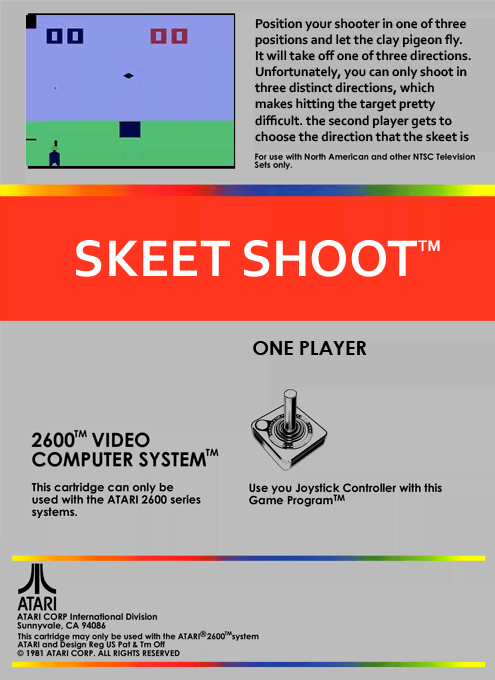 00 00
Position your shooter in one of three
positions and let the clay pigeon fly.
It will take off one of three directions.
Unfortunately, you can only shoot in
three distinct directions, which
makes hitting the target pretty
difficult. the second player gets to
choose the direction that the skeet is
For use with North American and other NTSC Television
Sets only.
SKEET SHOOT™
ONE PLAYER
2600™ VIDEO
COMPUTER SYSTEM™
This cartridge can only be
used with the ATARI 2600 series
systems.
Use you Joystick Controller with this
Game Program™
ATARI
ATARI CORP International Division
Sunnyvale, CA 94086
This cartridge may only be used with the ATARI®2600™system
ATARI and Design Reg US Pat & Tm Off
© 1981 ATARI CORP. ALL RIGHTS RESERVED